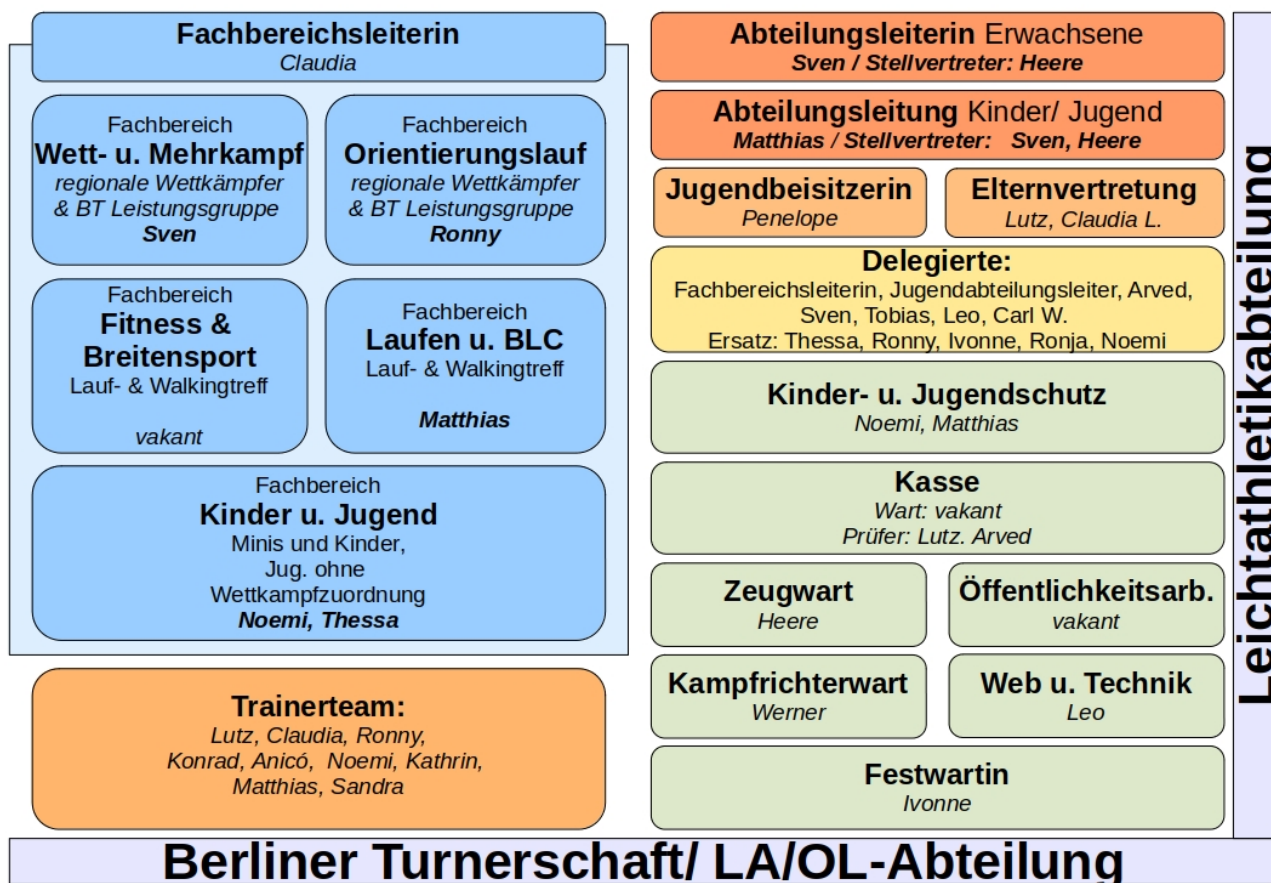 Fachbereichsleiterin
Claudia
Fachbereich
Wett- u. Mehrkampf
regionale Wettkämpfer
& BT Leistungsgruppe
Sven
Fachbereich
Orientierungslauf
regionale Wettkämpfer
& BT Leistungsgruppe
Ronny
Fachbereich
Fitness &
Breitensport
Lauf- & Walkingtreff
vakant
Fachbereich
Laufen u. BLC
Lauf- & Walkingtreff
Matthias
Fachbereich
Kinder u. Jugend
Minis und Kinder,
Jug. ohne
Wettkampfzuordnung
Noemi, Thessa
Trainerteam:
Lutz, Claudia, Ronny,
Konrad, Anicó, Noemi, Kathrin,
Matthias, Sandra
Abteilungsleiterin Erwachsene
Sven / Stellvertreter: Heere
Abteilungsleitung Kinder/ Jugend
Matthias / Stellvertreter: Sven, Heere
Jugendbeisitzerin
Penelope
Elternvertretung
Lutz, Claudia L.
Delegierte:
Fachbereichsleiterin, Jugendabteilungsleiter, Arved,
Sven, Tobias, Leo, Carl W.
Ersatz: Thessa, Ronny, Ivonne, Ronja, Noemi
Kinder- u. Jugendschutz
Noemi, Matthias
Kasse
Wart: vakant
Prüfer: Lutz. Arved
Zeugwart
Heere
Öffentlichkeitsarb.
vakant
Kampfrichterwart
Werner
Web u. Technik
Leo
Festwartin
Ivonne
Leichtathletikabteilung
Berliner Turnerschaft/ LA/OL-Abteilung